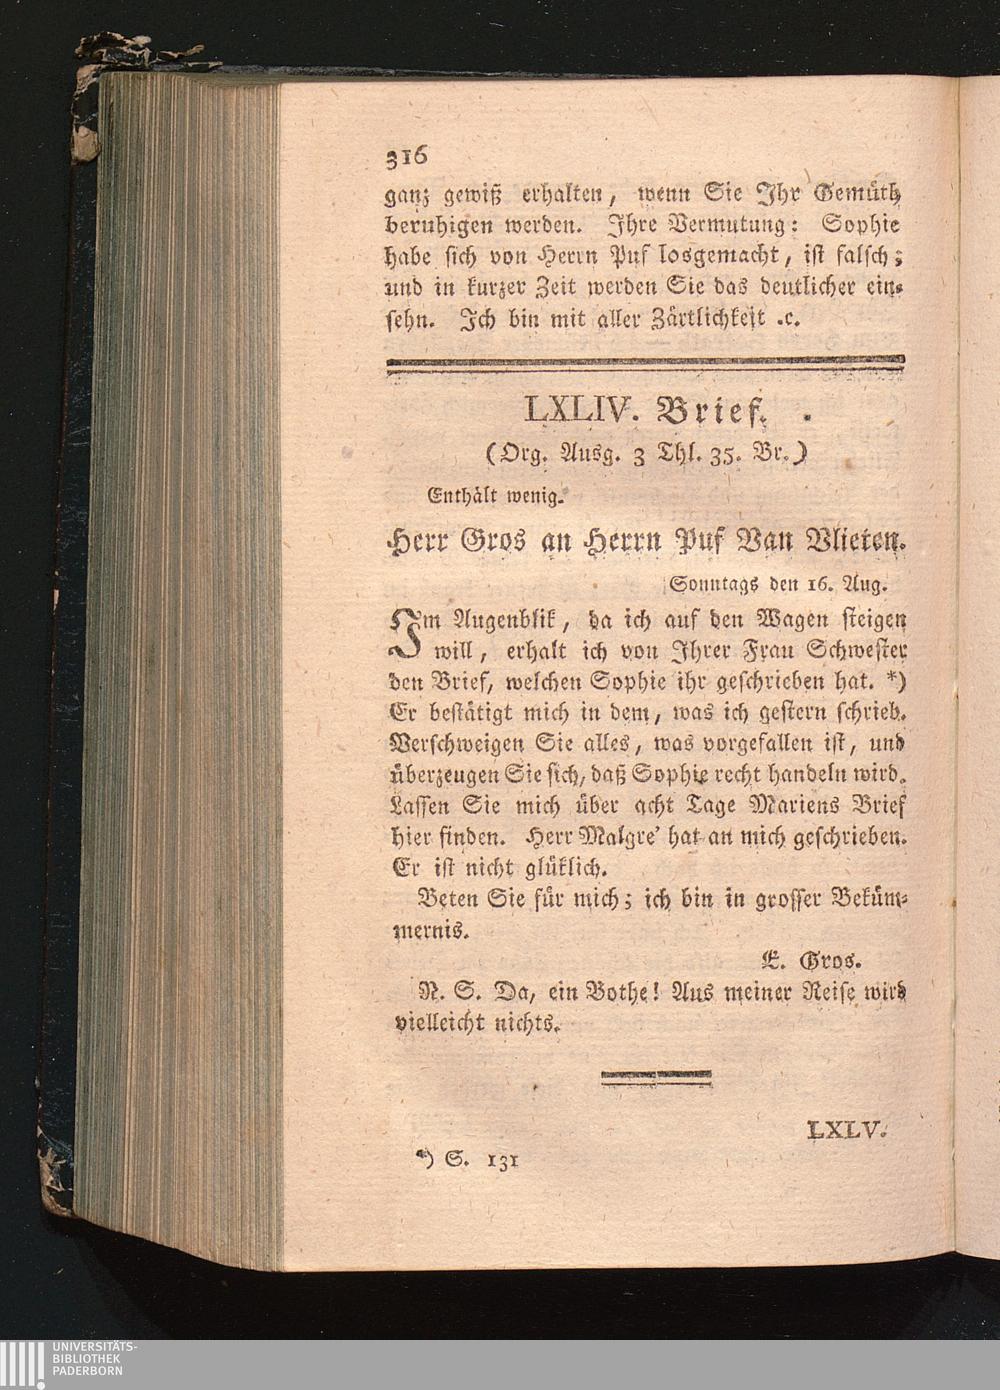 316
ganz gewiß erhalten, wenn Sie Ihr Gemüth
beruhigen werden. Ihre Vermutung: Sophie
habe sich von Herrn Puf losgemacht, ist falsch;
und in kurzer Zeit werden Sie das deutlicher ein-
sehn. Ich bin mit aller Zärtlichkeit .c.
LXLIV. Brief.
(Org. Ausg. 3 Thl. 35. Br.)
Enthält wenig.
Herr Gros an Herrn Puf Van Vlieten.
Sonntags den 16. Aug.
Im Augenblik, da ich auf den Wagen steigen
will, erhalt ich von Ihrer Frau Schwester
den Brief, welchen Sophie ihr geschrieben hat. *)
Er bestätigt mich in dem, was ich gestern schrieb.
Verschweigen Sie alles, was vorgefallen ist, und
überzeugen Sie sich, daß Sophie recht handeln wird.
Lassen Sie mich über acht Tage Mariens Brief
hier finden. Herr Malgre' hat an mich geschrieben.
Er ist nicht glüklich.
Beten Sie für mich; ich bin in grosser Beküm-
mernis.
E. Gros.
N. S. Da, ein Bothe! Aus meiner Reise wird
vielleicht nichts.
LXLV.
*) S. 131
UNIVERSITÄTS-
BIBLIOTHEK
PADERBORN